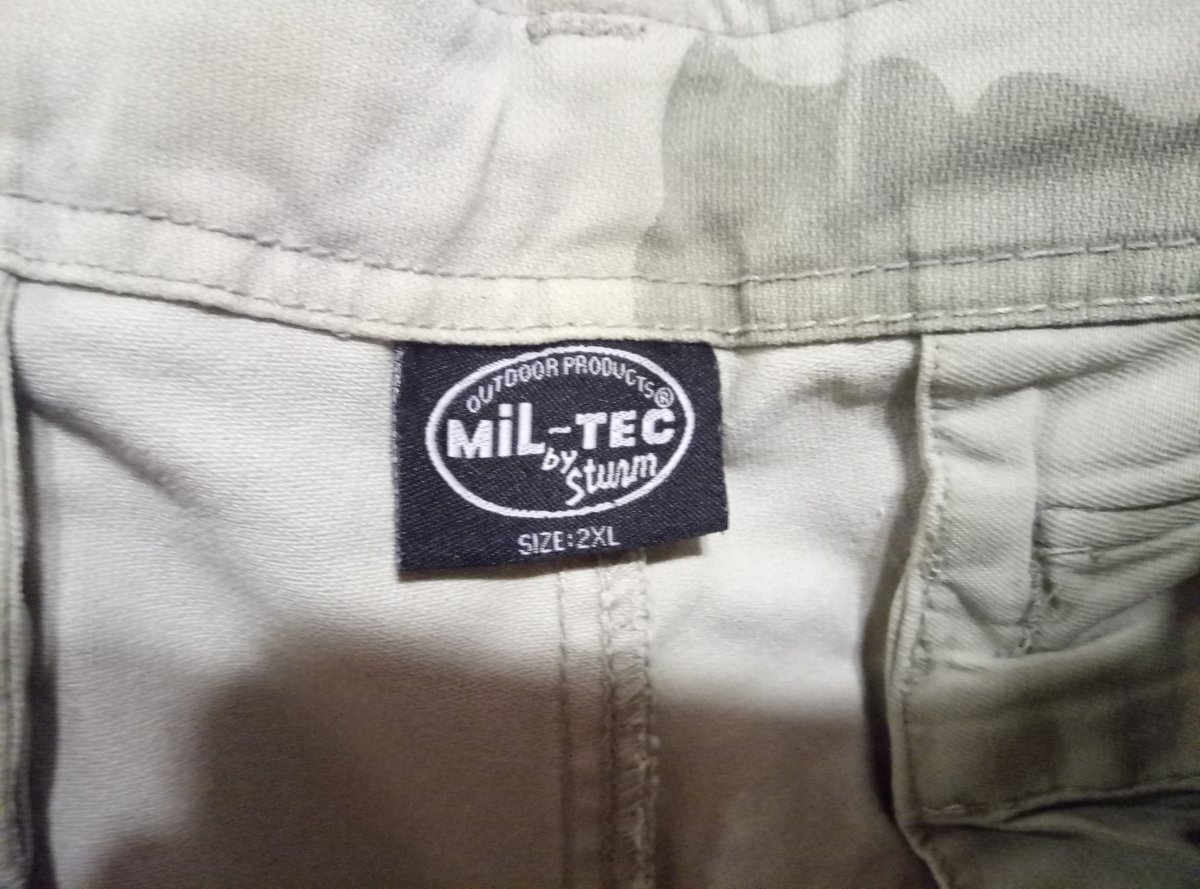 OUTDOOR PRODUCTS®
MiL-TEC
by
Sturm
SIZE:2XL